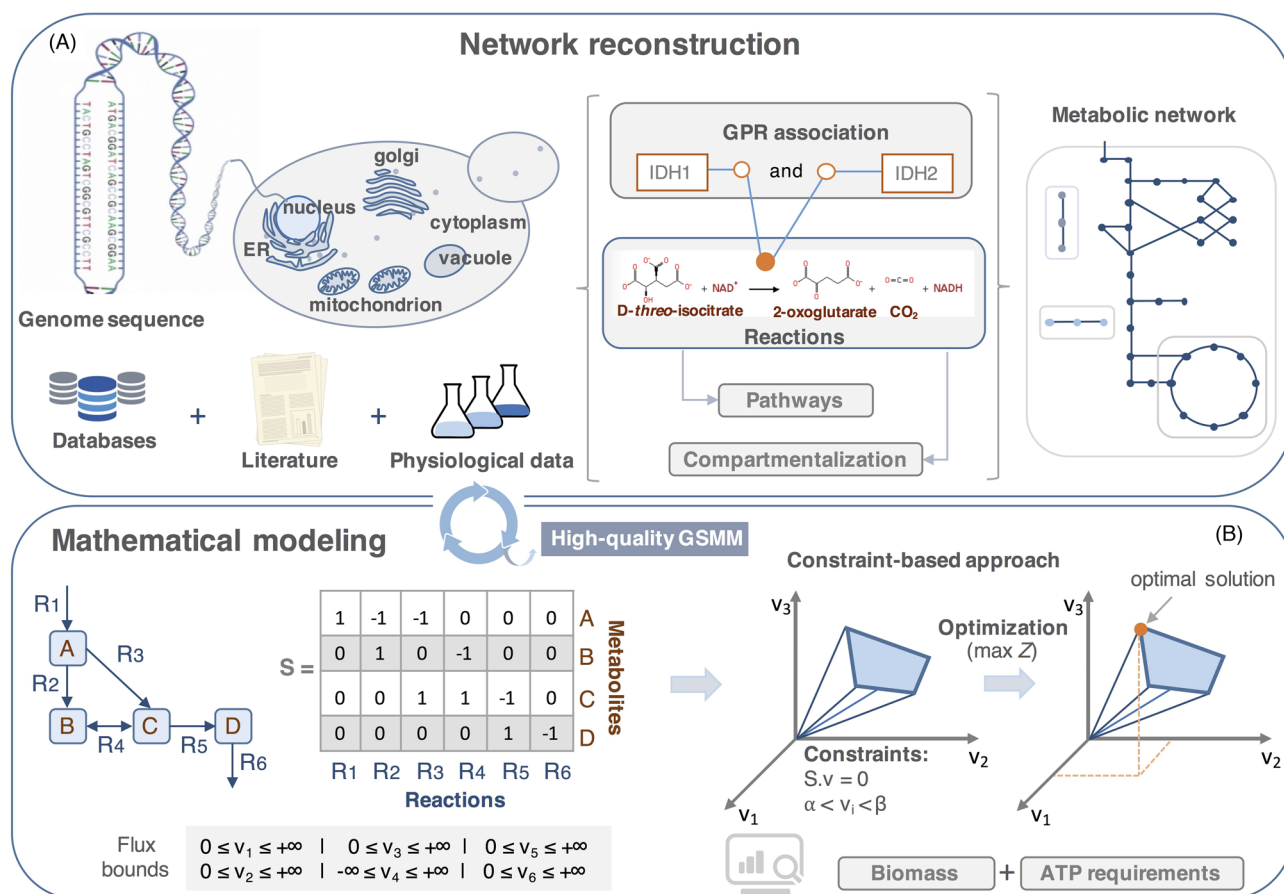 (A)
Network reconstruction
TACTGCCTAGTCGGCGTTCGCCTT
ATGACGGATCAGCCGCAAGCGGAA
Genome sequence
golgi
nucleus
cytoplasm
ER
vacuole
mitochondrion
Databases
+
Literature
+
Physiological data
GPR association
IDH1
and
IDH2
+ NAD⁺
+
+ NADH
D-threo-isocitrate
2-oxoglutarate
CO₂
Reactions
Pathways
Compartmentalization
Metabolic network
High-quality GSMM
(B)
Mathematical modeling
R1
A
R3
R2
B
C
D
R4
R5
R6
S =
1 -1 -1 0 0 0 A
0 1 0 -1 0 0 B
0 0 1 1 -1 0 C
0 0 0 0 1 -1 D
Metabolites
R1 R2 R3 R4 R5 R6
Reactions
Flux
bounds
0 ≤ v₁ ≤ +∞ | 0 ≤ v₃ ≤ +∞ | 0 ≤ v₅ ≤ +∞
0 ≤ v₂ ≤ +∞ | -∞ ≤ v₄ ≤ +∞ | 0 ≤ v₆ ≤ +∞
Constraint-based approach
v₃
v₂
v₁
Constraints:
S.v = 0
α < vᵢ < β
Optimization
(max Z)
optimal solution
v₃
v₂
v₁
Biomass + ATP requirements